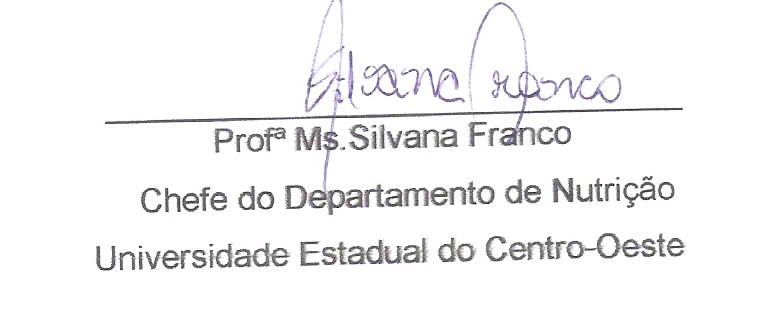 Silvana Franco
Profª Ms.Silvana Franco
Chefe do Departamento de Nutrição
Universidade Estadual do Centro-Oeste